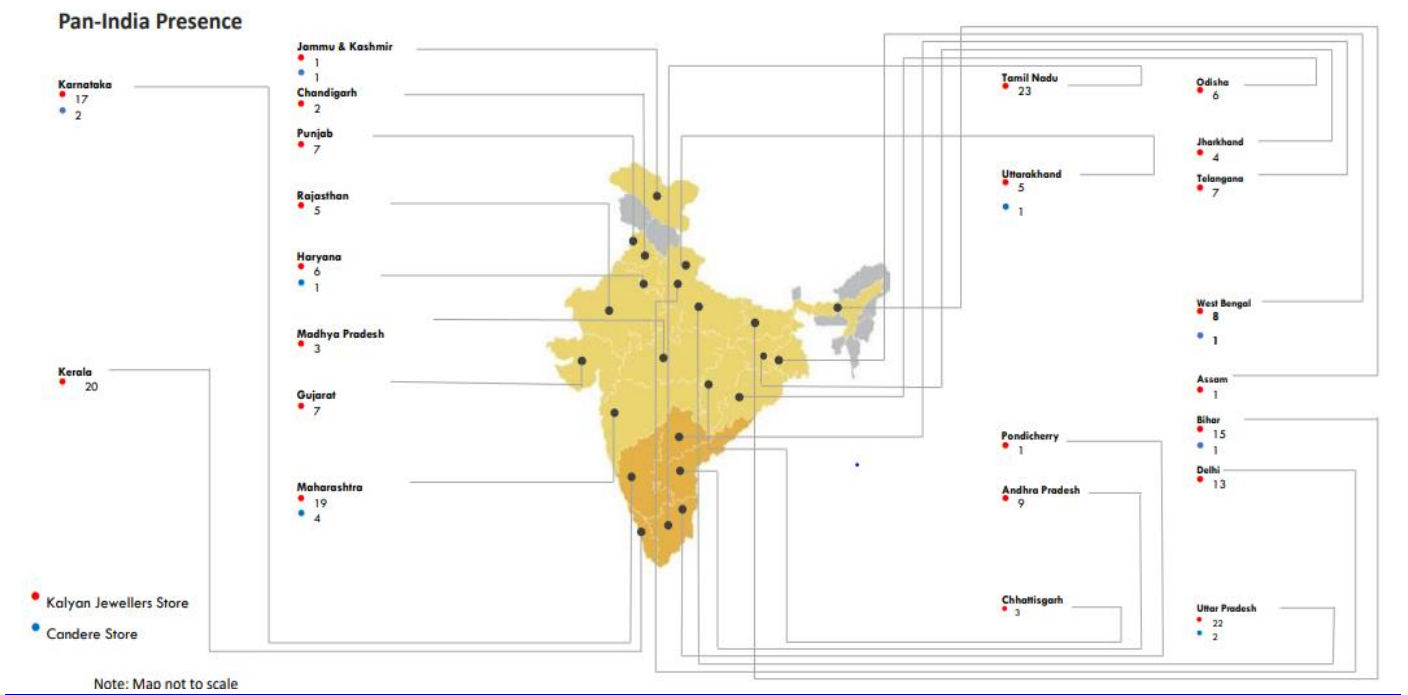 Pan-India Presence
Karnataka
17
2
Kerala
20
Jammu & Kashmir
1
1
Chandigarh
2
Punjab
7
Rajasthan
5
Haryana
6
1
Madhya Pradesh
3
Gujarat
7
Maharashtra
19
4
Tamil Nadu
23
Uttarakhand
5
1
Pondicherry
1
Andhra Pradesh
9
Chhattisgarh
3
Odisha
6
Jharkhand
4
Telangana
7
West Bengal
8
1
Assam
1
Bihar
15
1
Delhi
13
Uttar Pradesh
22
2
Kalyan Jewellers Store
Candere Store
Note: Map not to scale